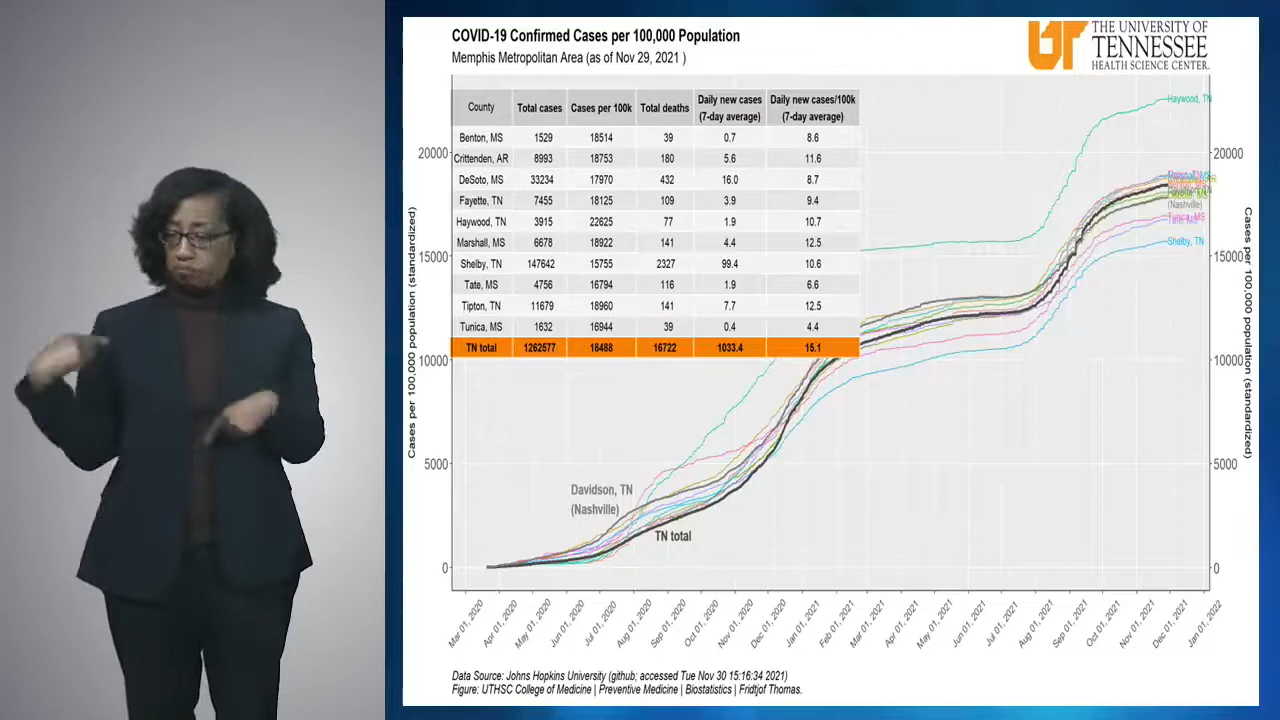 COVID-19 Confirmed Cases per 100,000 Population
Memphis Metropolitan Area (as of Nov 29, 2021 )
THE UNIVERSITY OF
TENNESSEE
HEALTH SCIENCE CENTER.
County Total cases Cases per 100k Total deaths Daily new cases (7-day average) Daily new cases/100k (7-day average)
Benton, MS 1529 18514 39 0.7 8.6
Crittenden, AR 8993 18753 180 5.6 11.6
DeSoto, MS 33234 17970 432 16.0 8.7
Fayette, TN 7455 18125 109 3.9 9.4
Haywood, TN 3915 22625 77 1.9 10.7
Marshall, MS 6678 18922 141 4.4 12.5
Shelby, TN 147642 15755 2327 99.4 10.6
Tate, MS 4756 16794 116 1.9 6.6
Tipton, TN 11679 18960 141 7.7 12.5
Tunica, MS 1632 16944 39 0.4 4.4
TN total 1262577 18488 16722 1033.4 15.1
Cases per 100,000 population (standardized)
20000
15000
10000
5000
0
Davidson, TN
(Nashville)
TN total
Haywood, TN
(Nashville)
Tunica, MS
Shelby, TN
20000
15000
10000
5000
0
Cases per 100,000 population (standardized)
Mar 01, 2020
Apr 01, 2020
May 01, 2020
Jun 01, 2020
Jul 01, 2020
Aug 01, 2020
Sep 01, 2020
Oct 01, 2020
Nov 01, 2020
Dec 01, 2020
Jan 01, 2021
Feb 01, 2021
Mar 01, 2021
Apr 01, 2021
May 01, 2021
Jun 01, 2021
Jul 01, 2021
Aug 01, 2021
Sep 01, 2021
Oct 01, 2021
Nov 01, 2021
Dec 01, 2021
Jan 01, 2022
Data Source: Johns Hopkins University (github; accessed Tue Nov 30 15:16:34 2021)
Figure: UTHSC College of Medicine | Preventive Medicine | Biostatistics | Fridtjof Thomas.